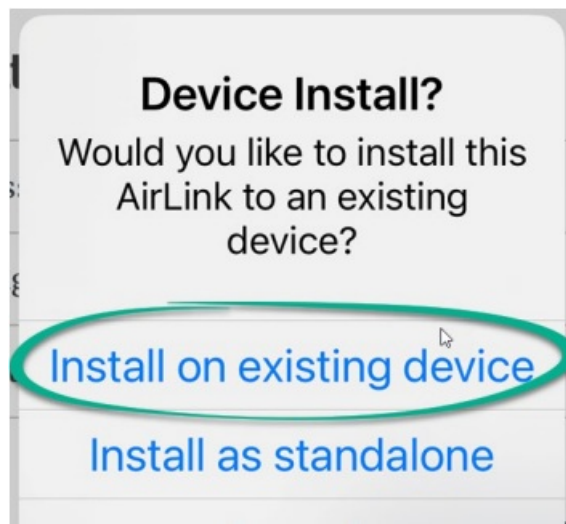 Device Install?
Would you like to install this
AirLink to an existing
device?
Install on existing device
Install as standalone